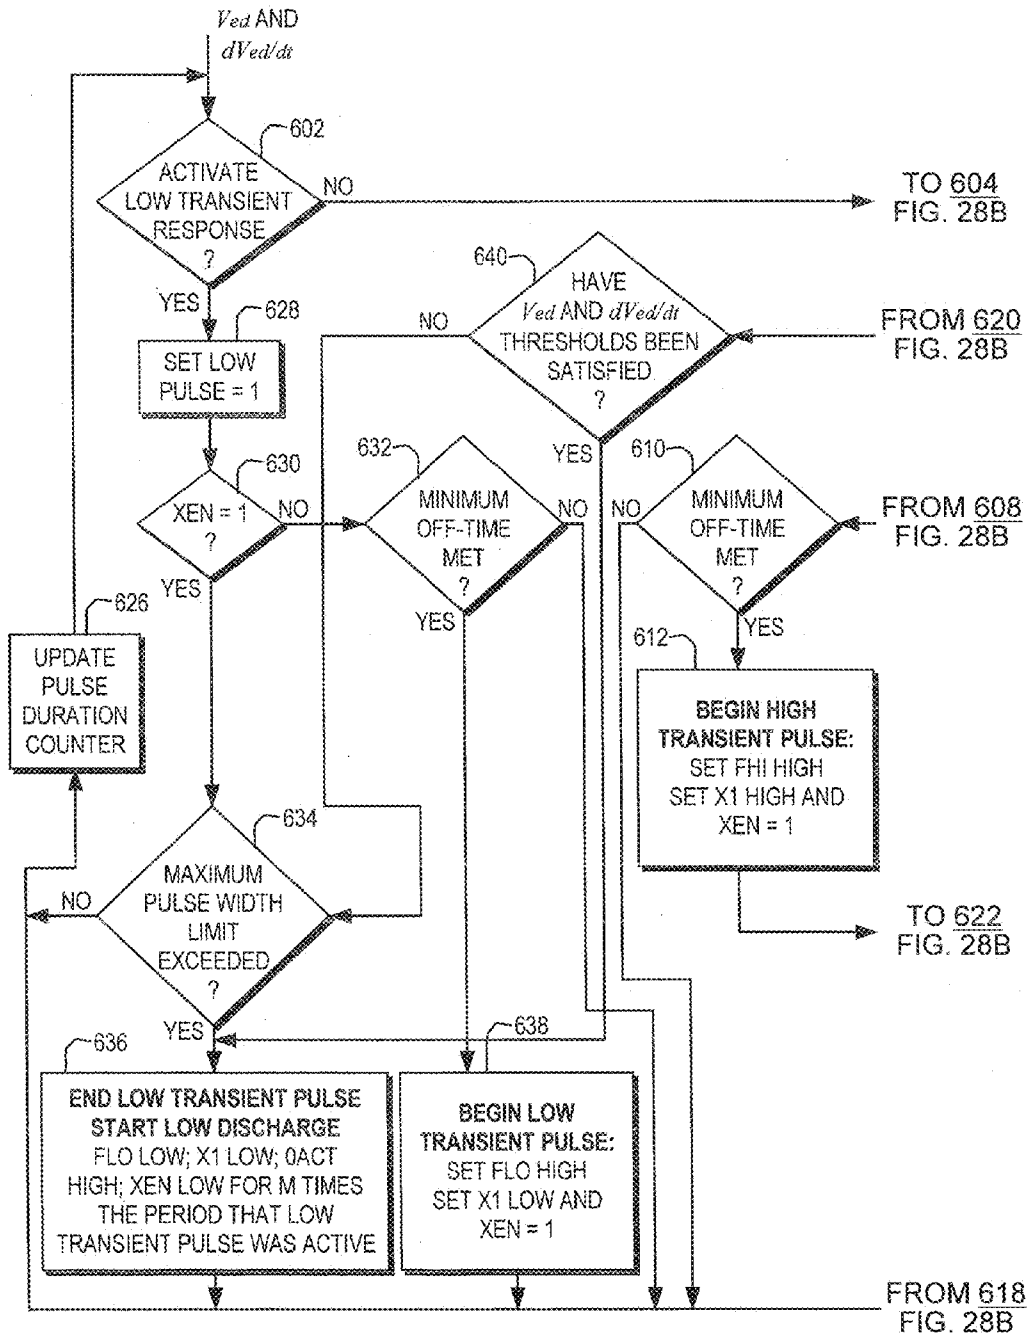 Ved AND
dVed/dt
602
ACTIVATE
LOW TRANSIENT
RESPONSE
?
NO
YES
TO 604
FIG. 28B
640
HAVE
Ved AND dVed/dt
THRESHOLDS BEEN
SATISFIED
?
NO
YES
FROM 620
FIG. 28B
628
SET LOW
PULSE = 1
630
XEN = 1
?
NO
YES
632
MINIMUM
OFF-TIME
MET
?
NO
YES
610
MINIMUM
OFF-TIME
MET
?
NO
YES
FROM 608
FIG. 28B
626
UPDATE
PULSE
DURATION
COUNTER
612
BEGIN HIGH
TRANSIENT PULSE:
SET FHI HIGH
SET X1 HIGH AND
XEN = 1
634
MAXIMUM
PULSE WIDTH
LIMIT
EXCEEDED
?
NO
YES
TO 622
FIG. 28B
636
END LOW TRANSIENT PULSE
START LOW DISCHARGE
FLO LOW; X1 LOW; 0ACT
HIGH; XEN LOW FOR M TIMES
THE PERIOD THAT LOW
TRANSIENT PULSE WAS ACTIVE
638
BEGIN LOW
TRANSIENT PULSE:
SET FLO HIGH
SET X1 LOW AND
XEN = 1
FROM 618
FIG. 28B